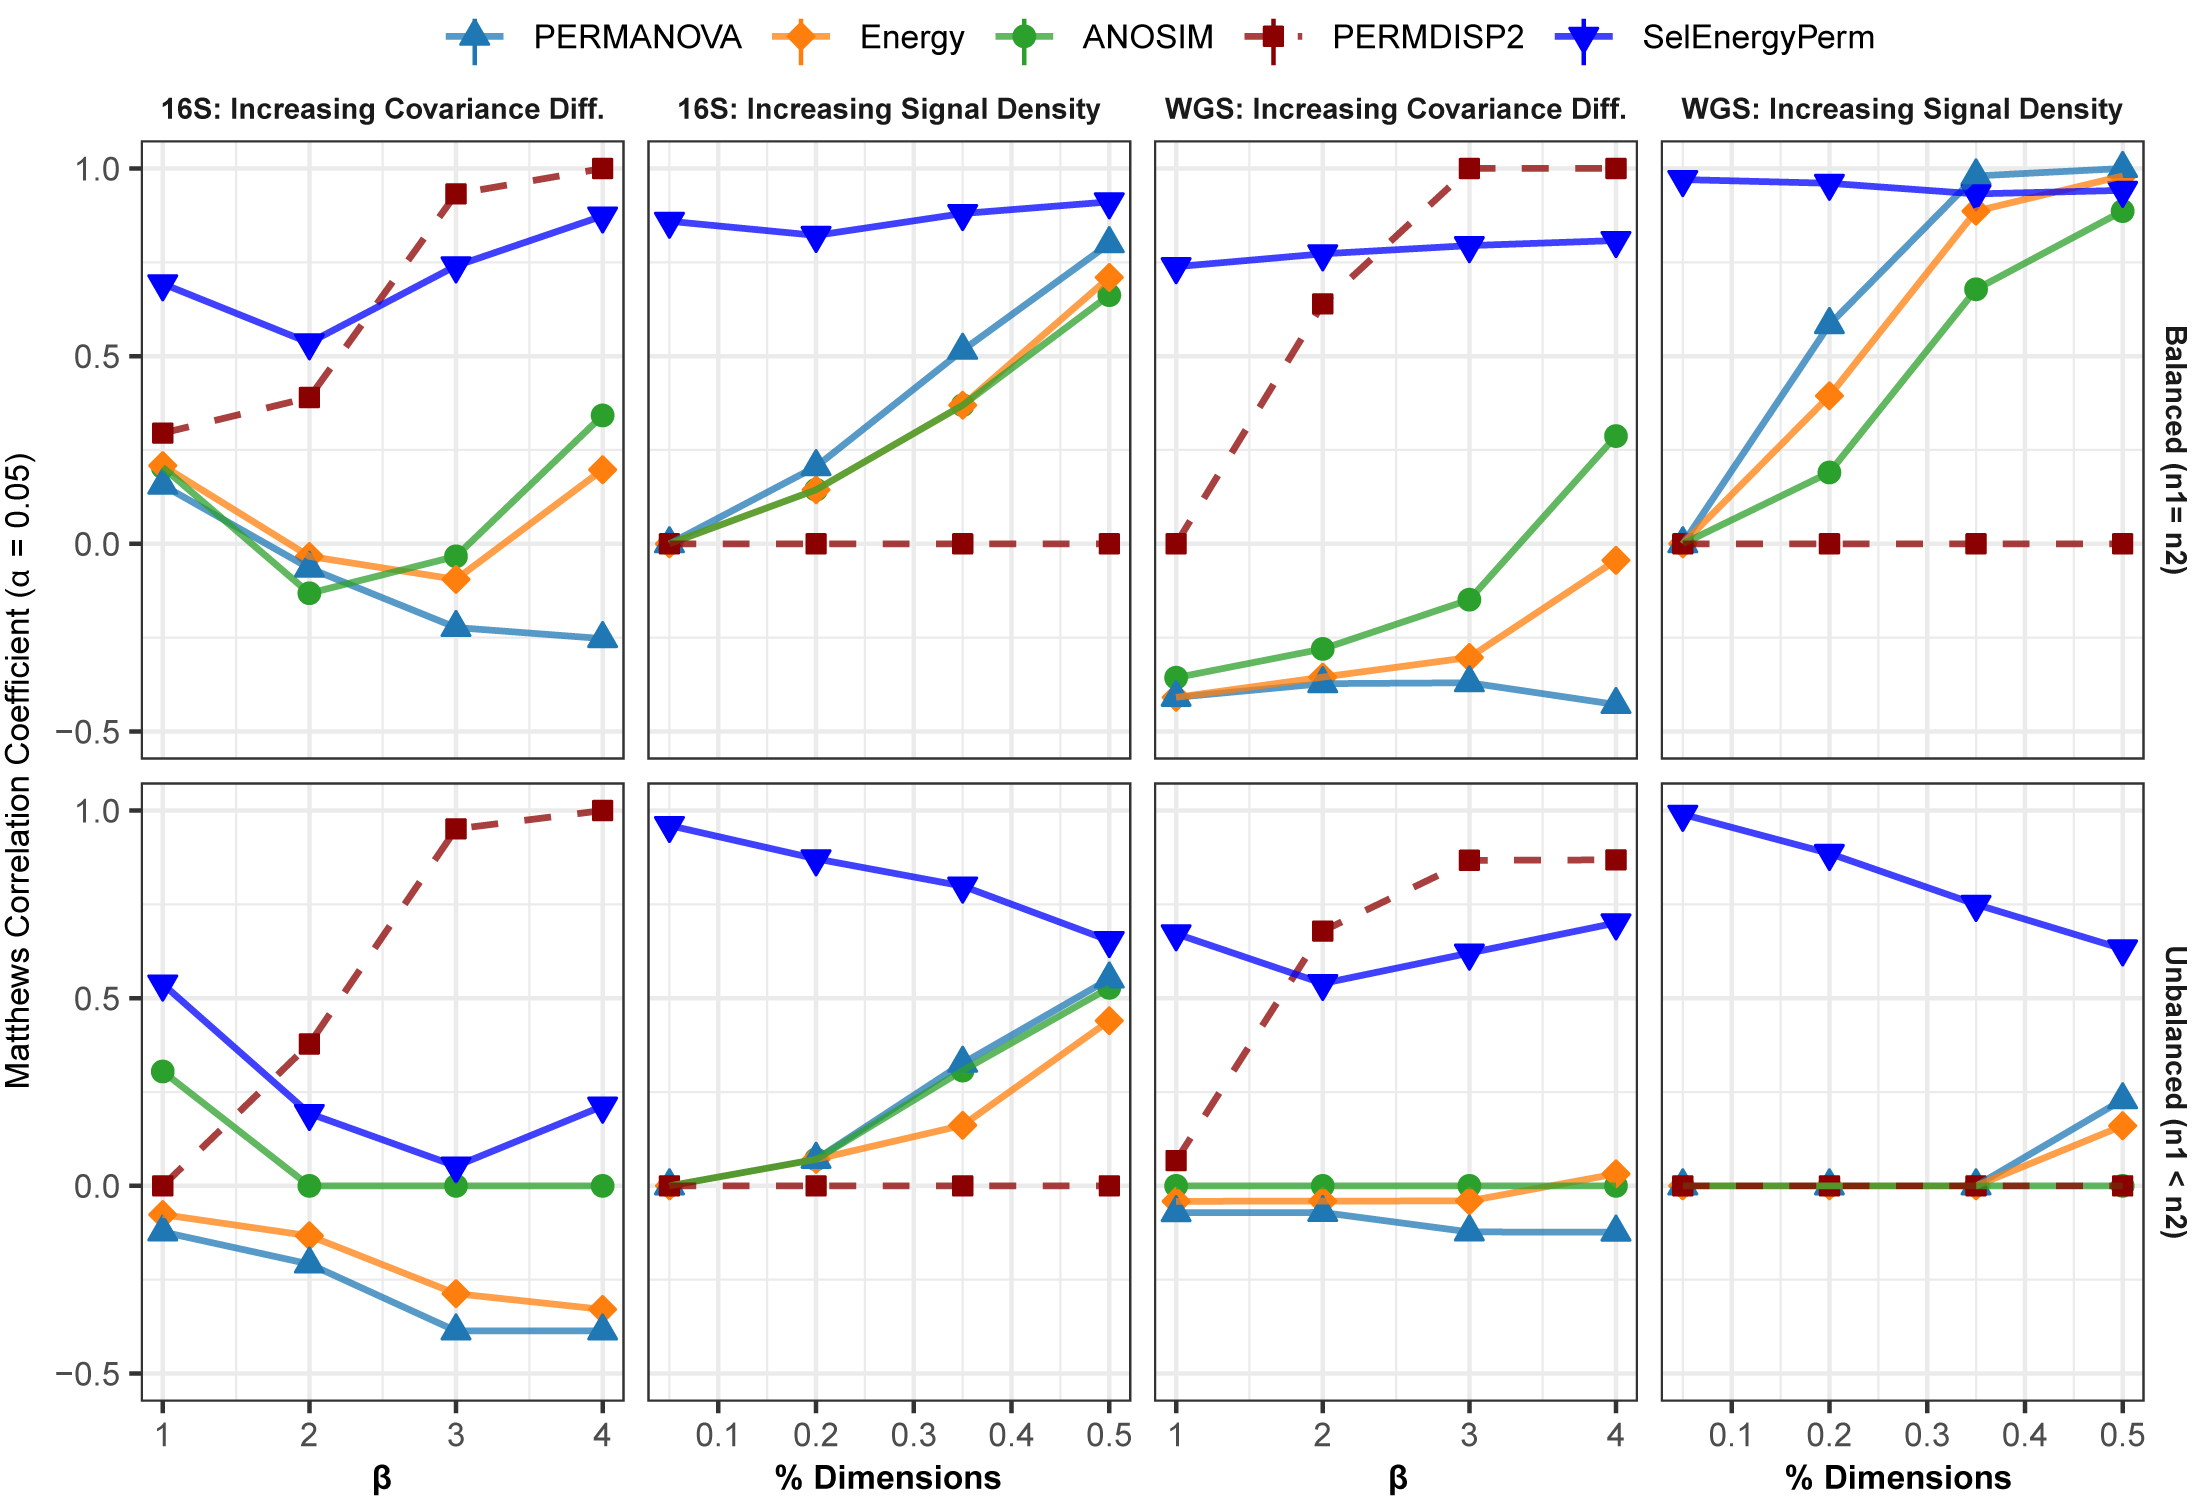 PERMANOVA Energy ANOSIM PERMDISP2 SelEnergyPerm
16S: Increasing Covariance Diff. 16S: Increasing Signal Density WGS: Increasing Covariance Diff. WGS: Increasing Signal Density
Matthews Correlation Coefficient (α = 0.05)
1.0
0.5
0.0
−0.5
Balanced (n1= n2)
1.0
0.5
0.0
−0.5
Unbalanced (n1 < n2)
1 2 3 4 0.1 0.2 0.3 0.4 0.5 1 2 3 4 0.1 0.2 0.3 0.4 0.5
β % Dimensions β % Dimensions